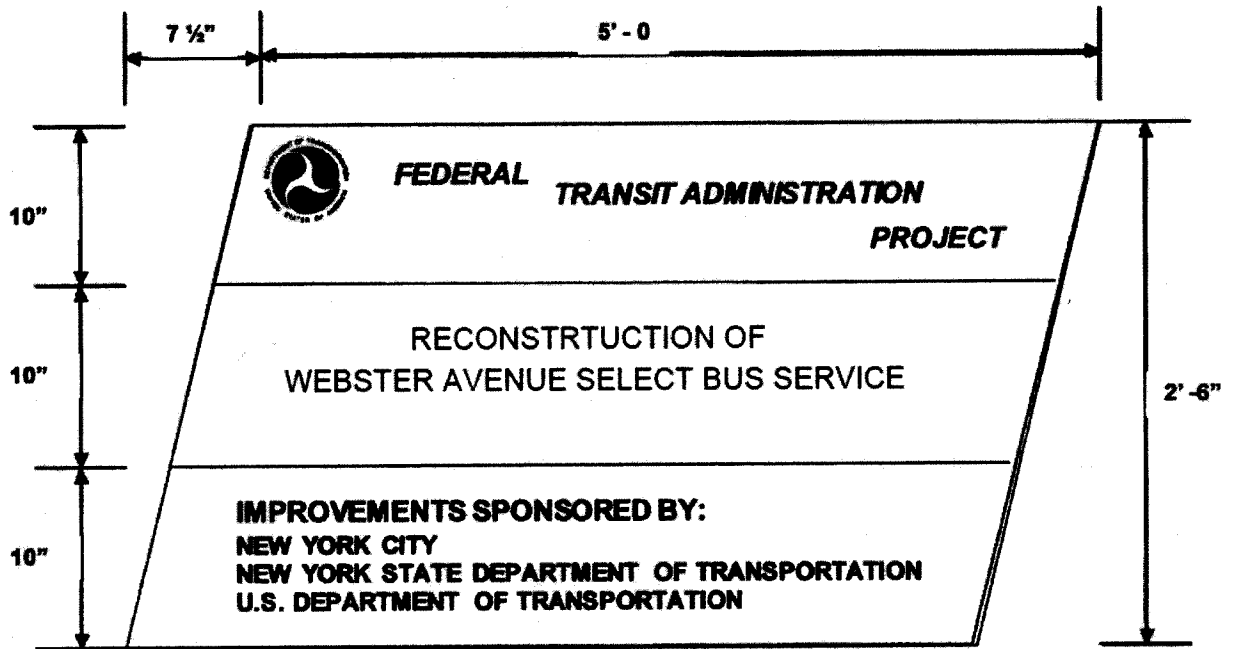 7 ½"
5' - 0
10"
FEDERAL
TRANSIT ADMINISTRATION
PROJECT
10"
RECONSTRTUCTION OF
WEBSTER AVENUE SELECT BUS SERVICE
2' -6"
10"
IMPROVEMENTS SPONSORED BY:
NEW YORK CITY
NEW YORK STATE DEPARTMENT OF TRANSPORTATION
U.S. DEPARTMENT OF TRANSPORTATION